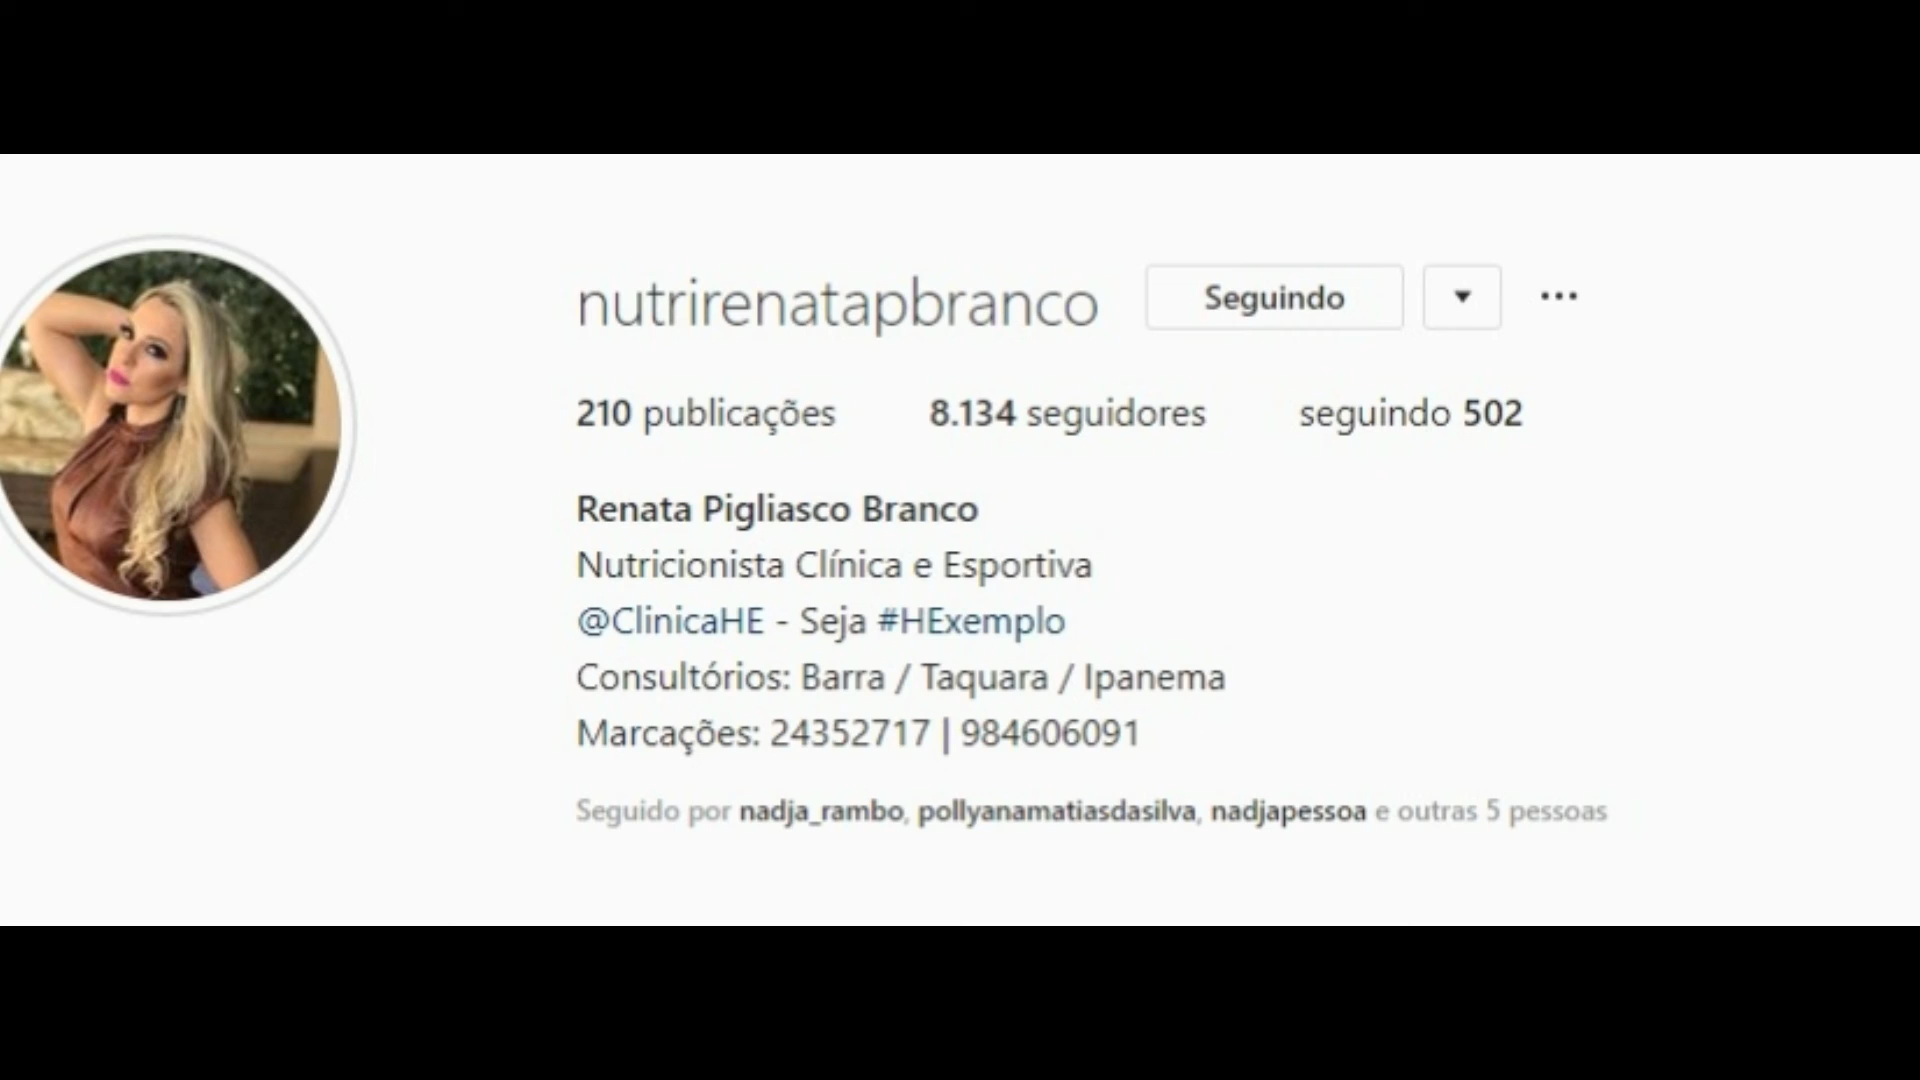 nutrirenatapbranco Seguindo
210 publicações 8.134 seguidores seguindo 502
Renata Pigliasco Branco
Nutricionista Clínica e Esportiva
@ClinicaHE - Seja #HExemplo
Consultórios: Barra / Taquara / Ipanema
Marcações: 24352717 | 984606091
Seguido por nadja_rambo, pollyanamatiasdasilva, nadjapessoa e outras 5 pessoas